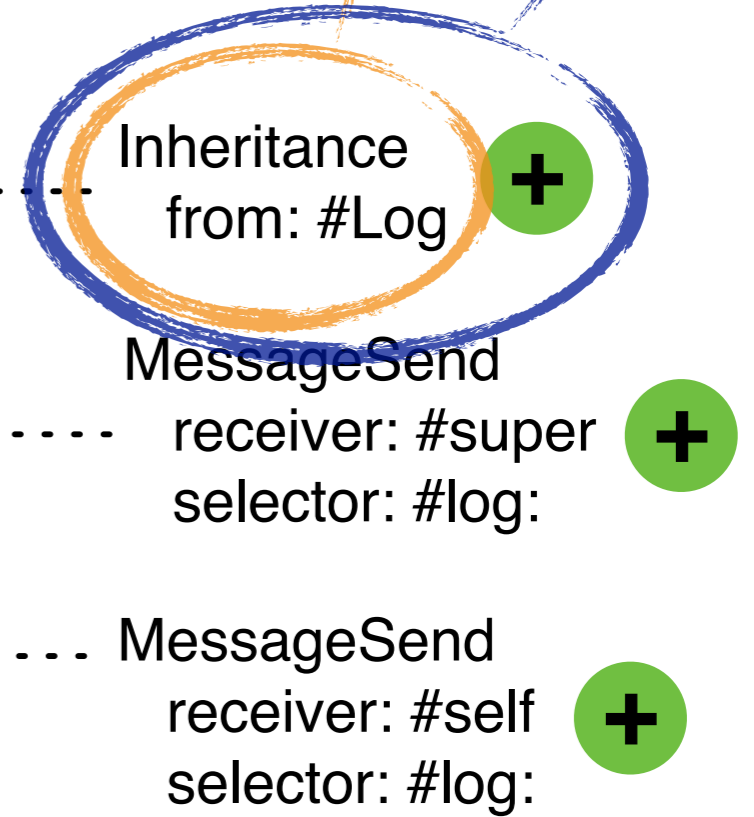 Inheritance
from: #Log +
MessageSend
receiver: #super +
selector: #log:
MessageSend
receiver: #self +
selector: #log: